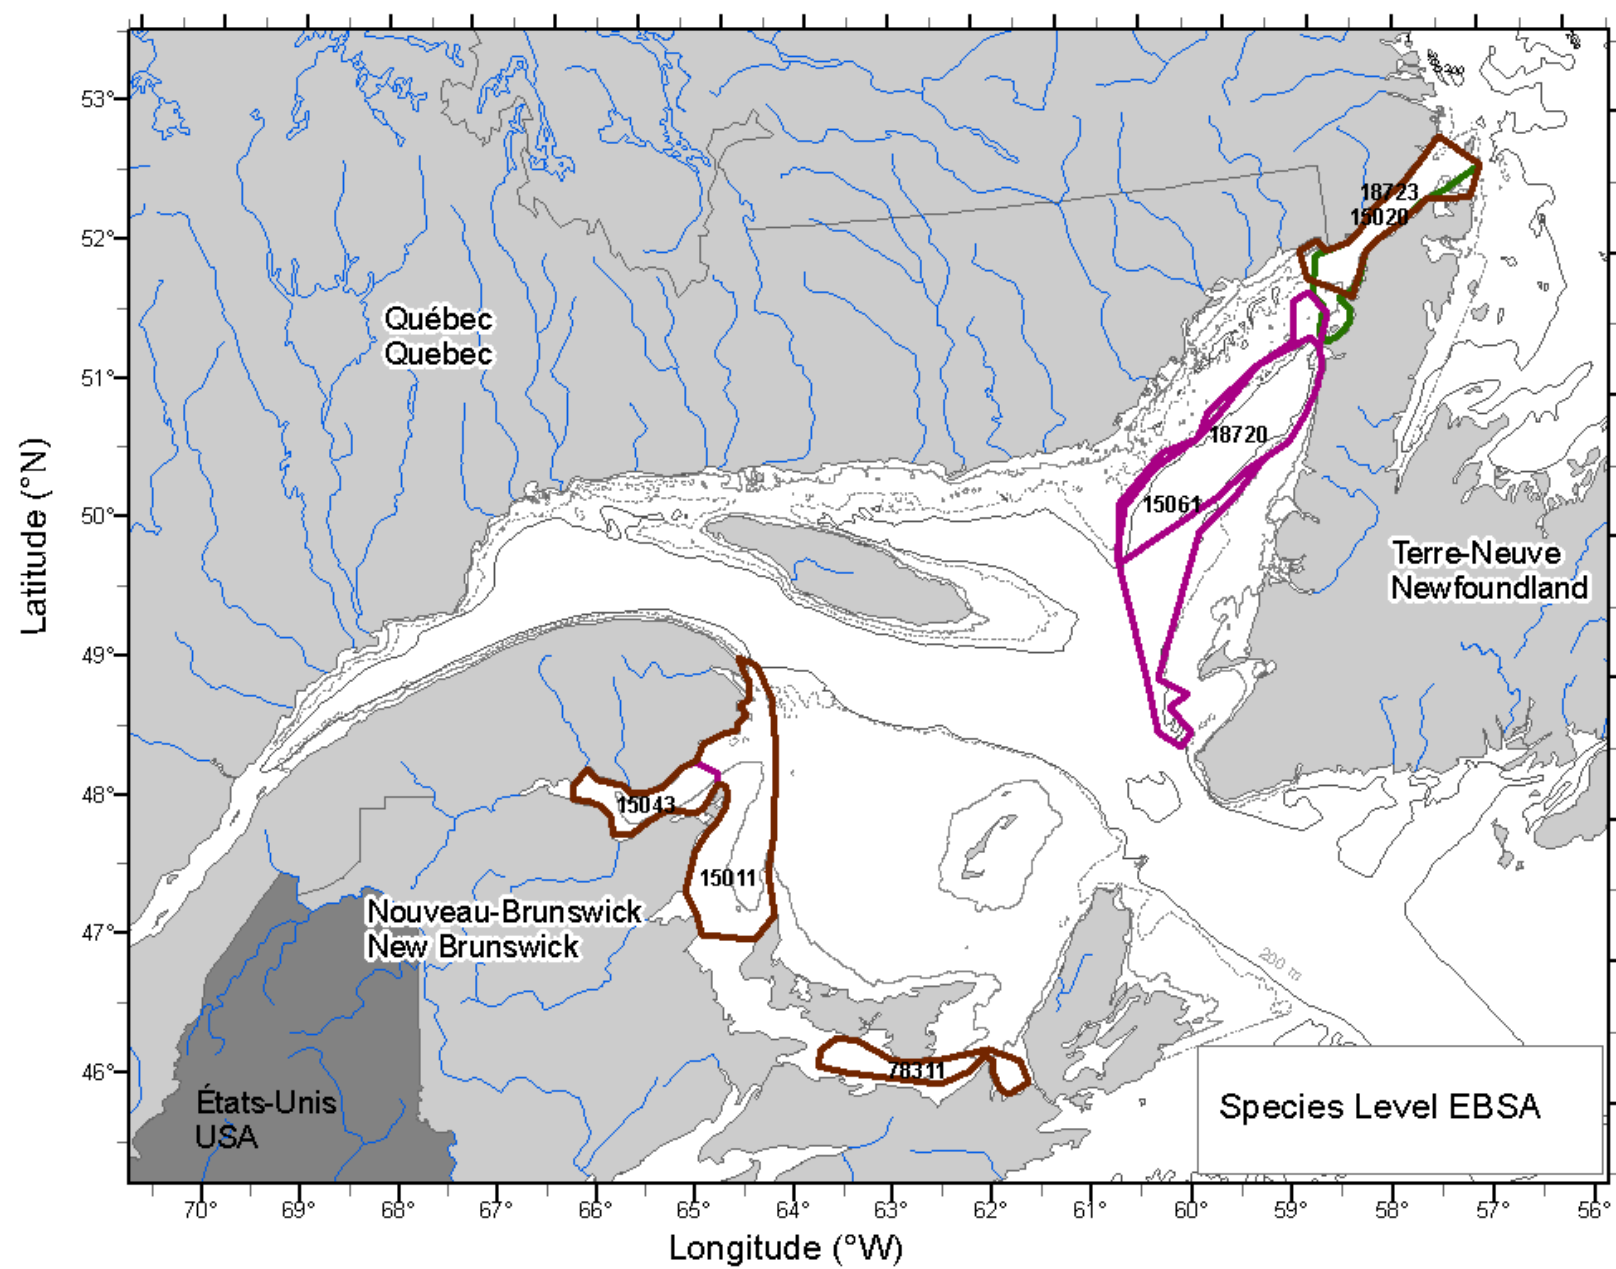 53°
18723
15020
52°
Québec
Quebec
51°
18720
15061
50°
Terre-Neuve
Newfoundland
Latitude (°N)
49°
48°
15043
15011
Nouveau-Brunswick
New Brunswick
47°
200 m
46°
78311
États-Unis
USA
Species Level EBSA
70° 69° 68° 67° 66° 65° 64° 63° 62° 61° 60° 59° 58° 57° 56°
Longitude (°W)